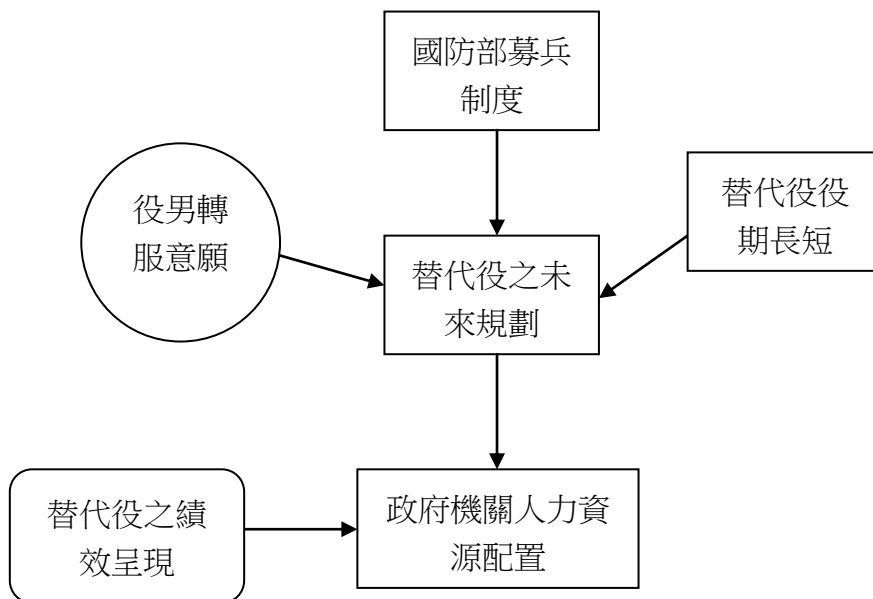 國防部募兵
制度
役男轉
服意願
替代役役
期長短
替代役之未
來規劃
替代役之績
效呈現
政府機關人力資
源配置